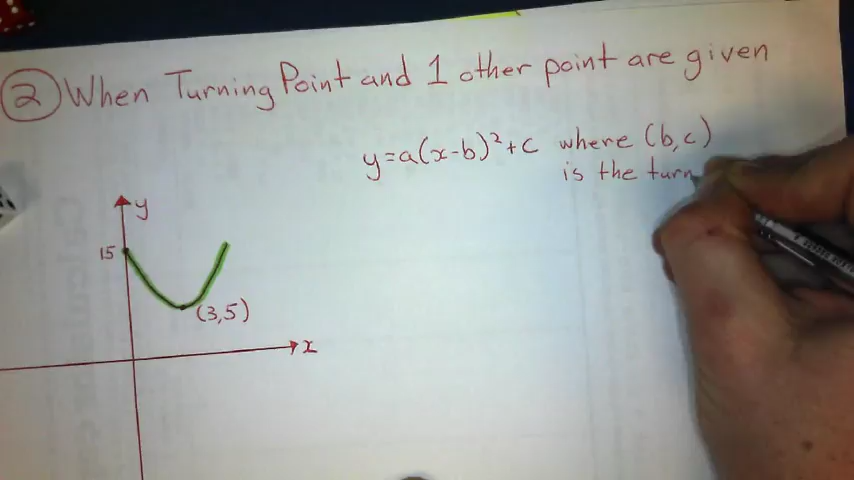 2 When Turning Point and 1 other point are given
y=a(x-b)²+c where (b,c)
is the turn
y
15
(3,5)
x